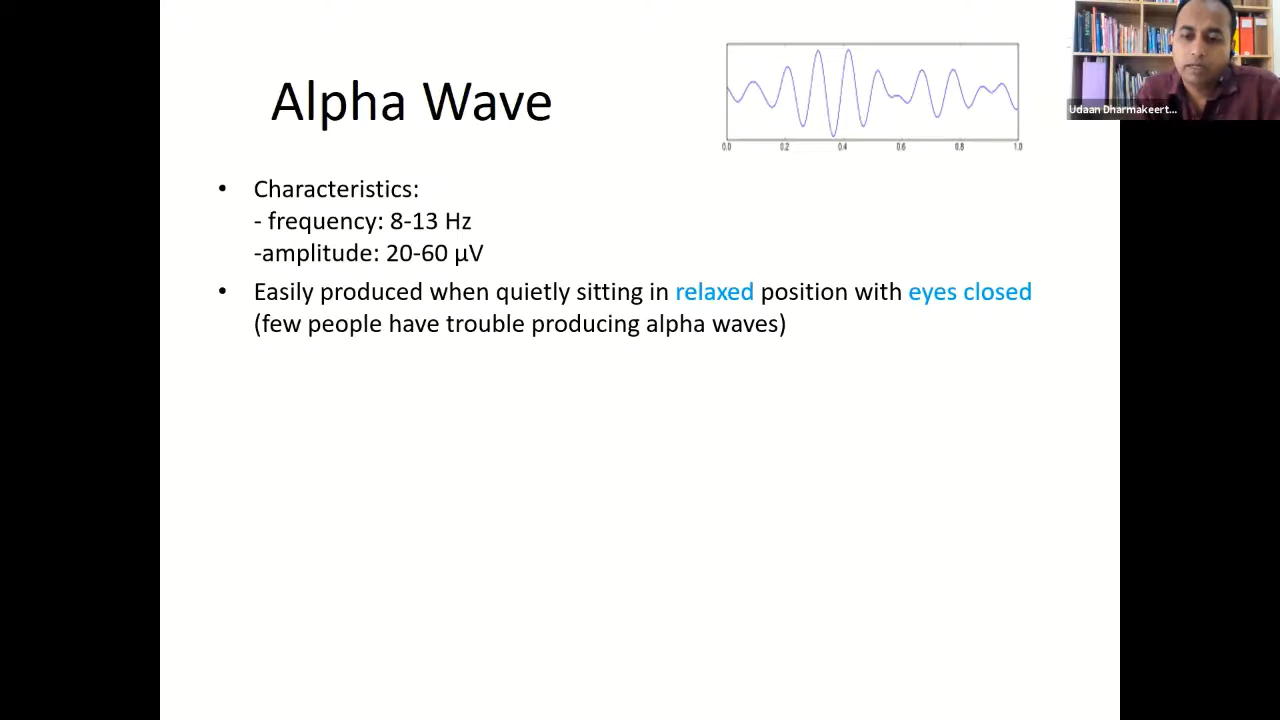 Alpha Wave
0.0 0.2 0.4 0.6 0.8 1.0
Udaan Dharmakeert...
• Characteristics:
- frequency: 8-13 Hz
-amplitude: 20-60 µV
• Easily produced when quietly sitting in relaxed position with eyes closed
(few people have trouble producing alpha waves)